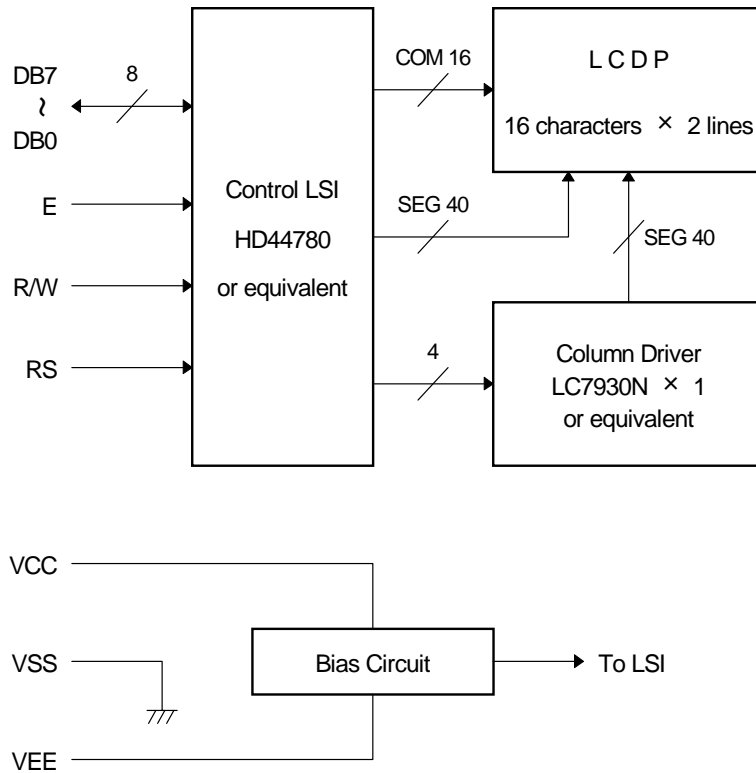 DB7
~
DB0
8
E
R/W
RS
Control LSI
HD44780
or equivalent
COM 16
SEG 40
4
L C D P
16 characters × 2 lines
SEG 40
Column Driver
LC7930N × 1
or equivalent
VCC
VSS
VEE
Bias Circuit
To LSI